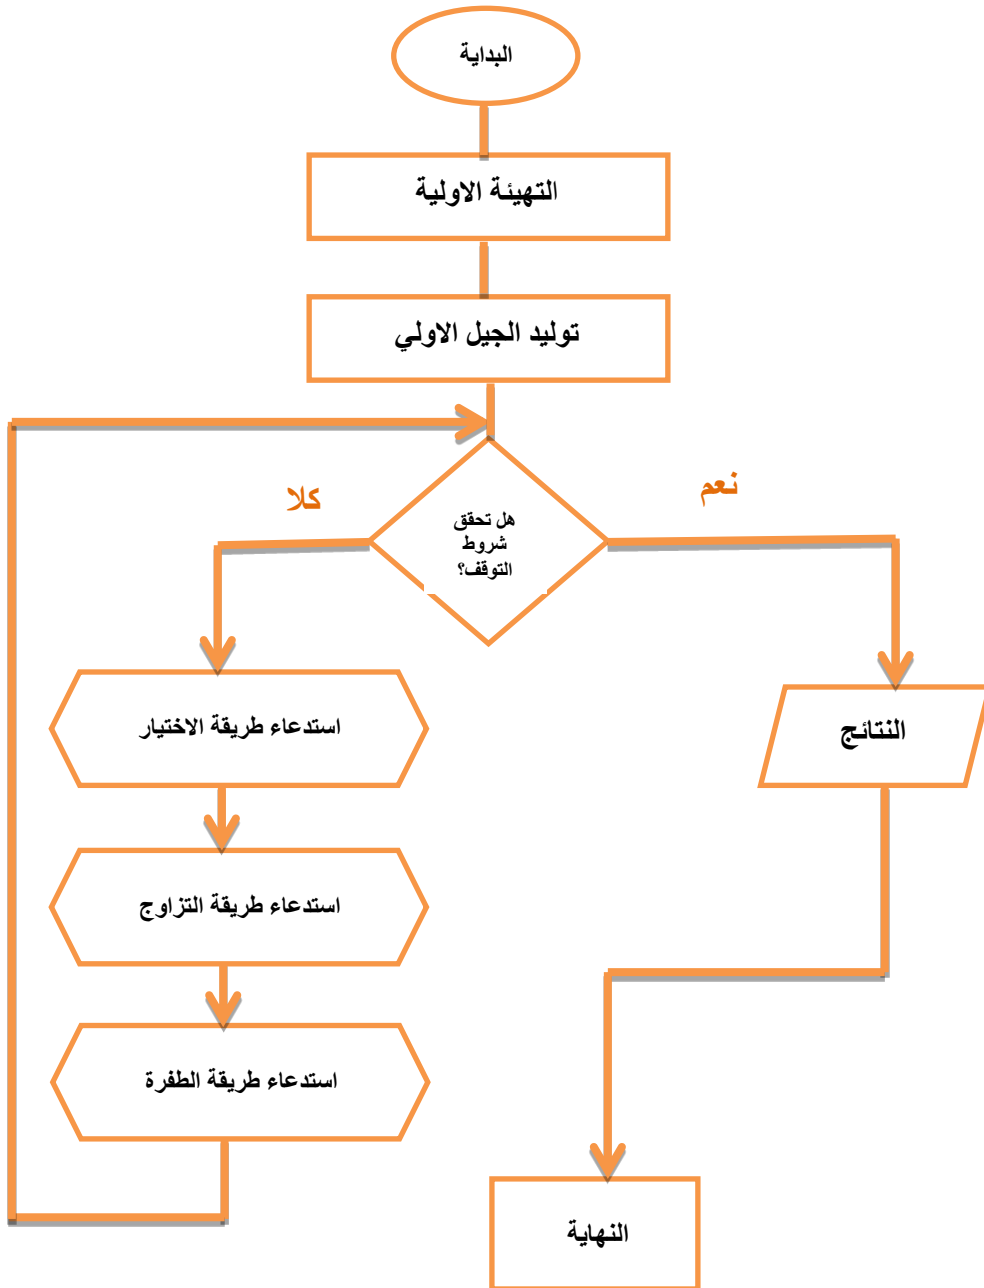 البداية
التهيئة الاولية
توليد الجيل الاولي
نعم
كلا
هل تحقق
شروط
التوقف؟
استدعاء طريقة الاختيار
النتائج
استدعاء طريقة التزاوج
استدعاء طريقة الطفرة
النهاية